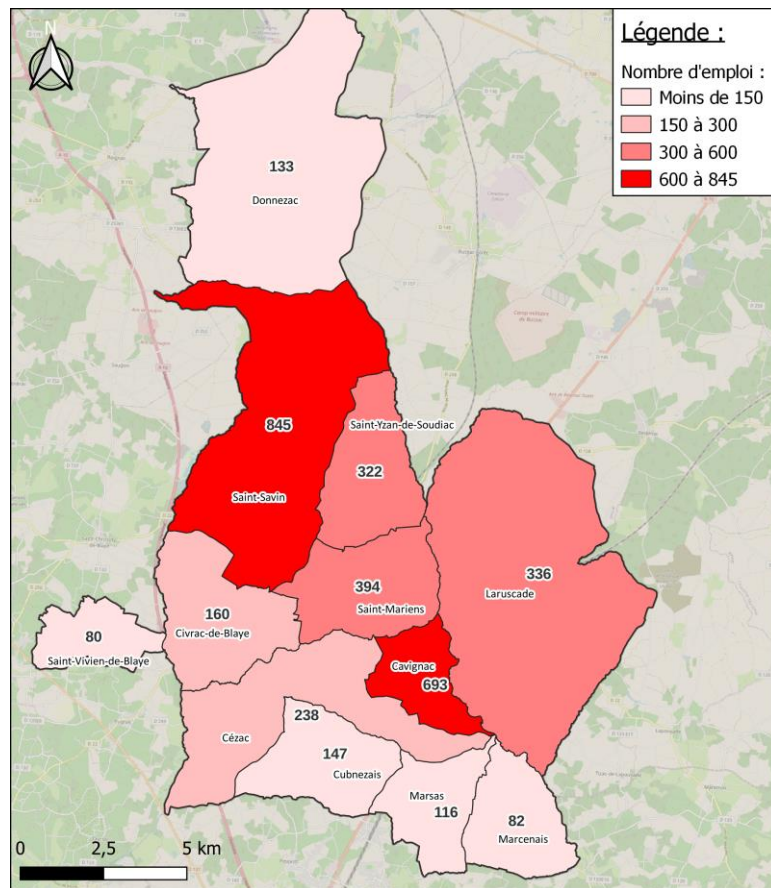 N
Légende :
Nombre d'emploi :
Moins de 150
150 à 300
300 à 600
600 à 845
133
Donnezac
845
Saint-Savin
Saint-Yzan-de-Soudiac
322
336
Laruscade
394
Saint-Mariens
160
Civrac-de-Blaye
80
Saint-Vivien-de-Blaye
Cavignac
693
238
Cézac
147
Cubnezais
Marsas
116
82
Marcenais
0 2,5 5 km